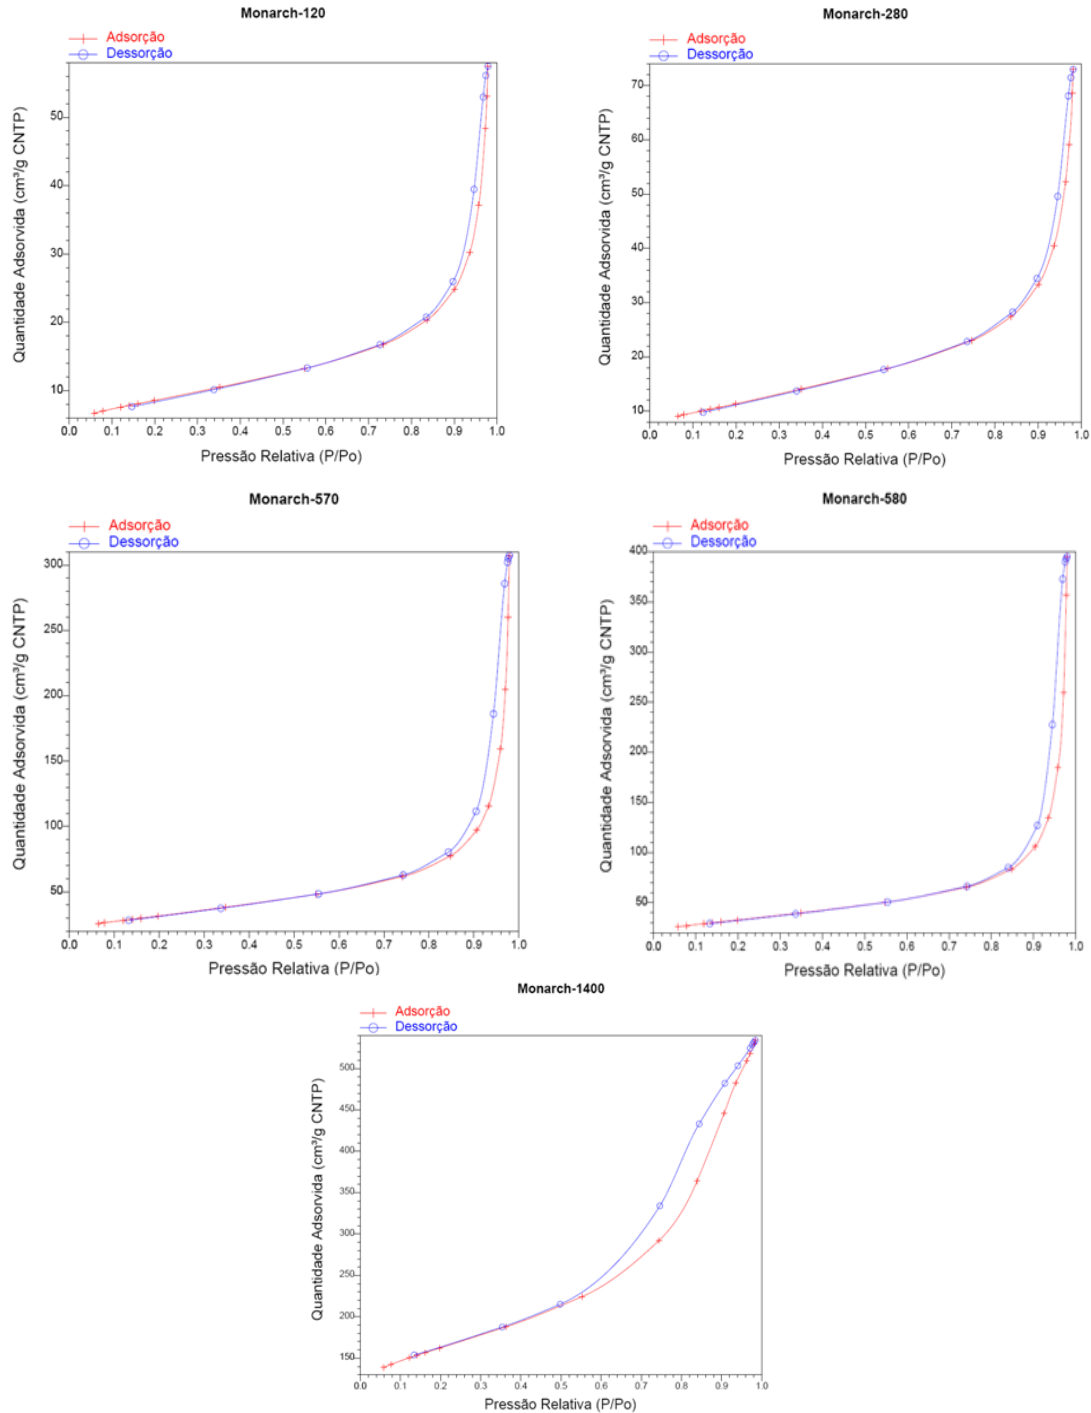 Monarch-120
Adsorção
Dessorção
Quantidade Adsorvida (cm³/g CNTP)
50
40
30
20
10
0.0 0.1 0.2 0.3 0.4 0.5 0.6 0.7 0.8 0.9 1.0
Pressão Relativa (P/Po)
Monarch-280
Adsorção
Dessorção
Quantidade Adsorvida (cm³/g CNTP)
70
60
50
40
30
20
10
0.0 0.1 0.2 0.3 0.4 0.5 0.6 0.7 0.8 0.9 1.0
Pressão Relativa (P/Po)
Monarch-570
Adsorção
Dessorção
Quantidade Adsorvida (cm³/g CNTP)
300
250
200
150
100
50
0.0 0.1 0.2 0.3 0.4 0.5 0.6 0.7 0.8 0.9 1.0
Pressão Relativa (P/Po)
Monarch-580
Adsorção
Dessorção
Quantidade Adsorvida (cm³/g CNTP)
400
350
300
250
200
150
100
50
0.0 0.1 0.2 0.3 0.4 0.5 0.6 0.7 0.8 0.9 1.0
Pressão Relativa (P/Po)
Monarch-1400
Adsorção
Dessorção
Quantidade Adsorvida (cm³/g CNTP)
500
450
400
350
300
250
200
150
0.0 0.1 0.2 0.3 0.4 0.5 0.6 0.7 0.8 0.9 1.0
Pressão Relativa (P/Po)